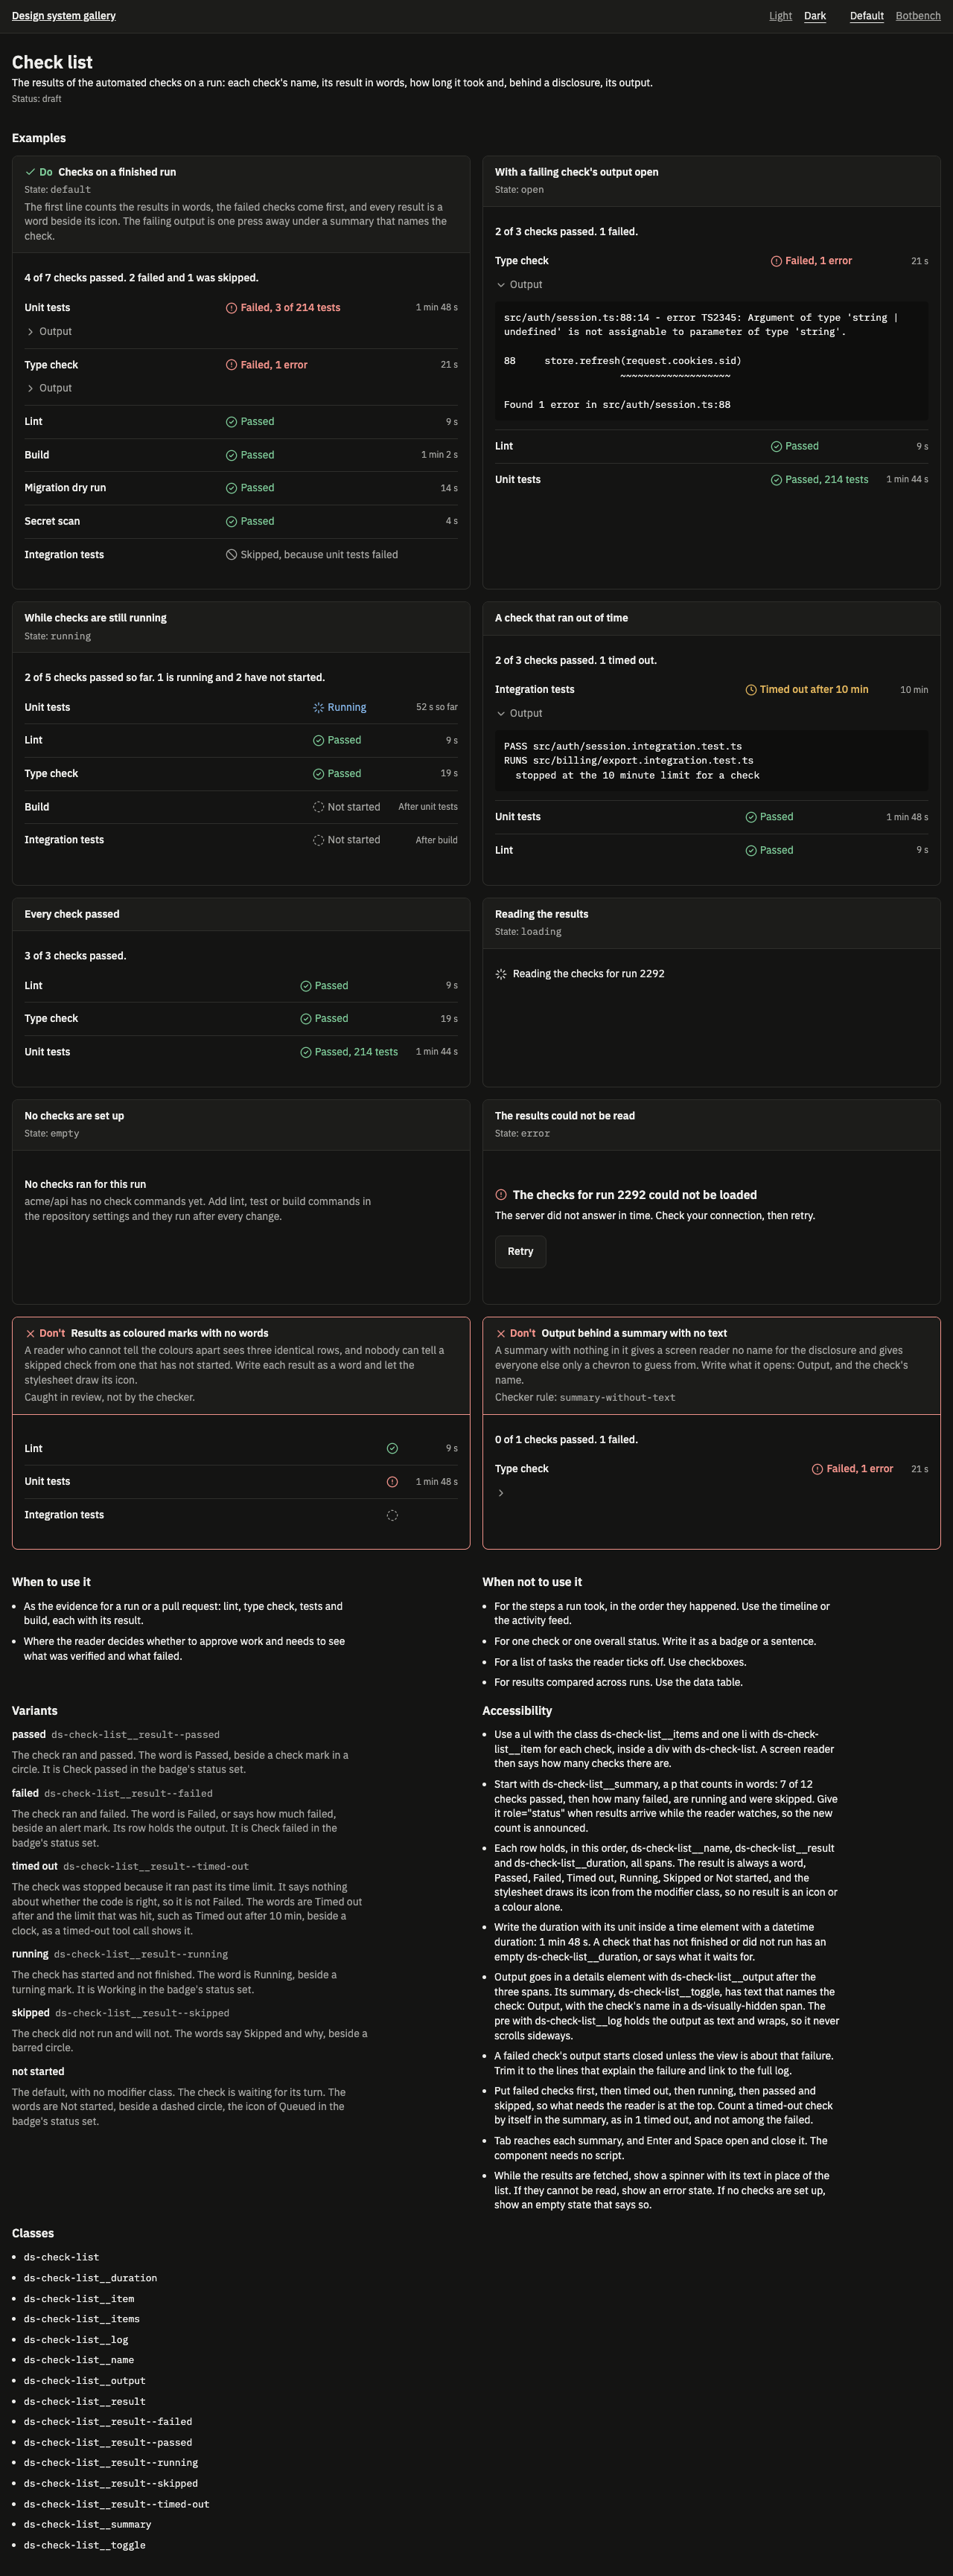 Design system gallery
Light Dark Default Botbench
Check list
The results of the automated checks on a run: each check's name, its result in words, how long it took and, behind a disclosure, its output.
Status: draft
Examples
Do Checks on a finished run
State: default
The first line counts the results in words, the failed checks come first, and every result is a
word beside its icon. The failing output is one press away under a summary that names the
check.
4 of 7 checks passed. 2 failed and 1 was skipped.
Unit tests Failed, 3 of 214 tests 1 min 48 s
Output
Type check Failed, 1 error 21 s
Output
Lint Passed 9 s
Build Passed 1 min 2 s
Migration dry run Passed 14 s
Secret scan Passed 4 s
Integration tests Skipped, because unit tests failed
With a failing check's output open
State: open
2 of 3 checks passed. 1 failed.
Type check Failed, 1 error 21 s
Output
src/auth/session.ts:88:14 - error TS2345: Argument of type 'string |
undefined' is not assignable to parameter of type 'string'.
88     store.refresh(request.cookies.sid)
~~~~~~~~~~~~~~~~~~~
Found 1 error in src/auth/session.ts:88
Lint Passed 9 s
Unit tests Passed, 214 tests 1 min 44 s
While checks are still running
State: running
2 of 5 checks passed so far. 1 is running and 2 have not started.
Unit tests Running 52 s so far
Lint Passed 9 s
Type check Passed 19 s
Build Not started After unit tests
Integration tests Not started After build
A check that ran out of time
2 of 3 checks passed. 1 timed out.
Integration tests Timed out after 10 min 10 min
Output
PASS src/auth/session.integration.test.ts
RUNS src/billing/export.integration.test.ts
stopped at the 10 minute limit for a check
Unit tests Passed 1 min 48 s
Lint Passed 9 s
Every check passed
3 of 3 checks passed.
Lint Passed 9 s
Type check Passed 19 s
Unit tests Passed, 214 tests 1 min 44 s
Reading the results
State: loading
Reading the checks for run 2292
No checks are set up
State: empty
No checks ran for this run
acme/api has no check commands yet. Add lint, test or build commands in
the repository settings and they run after every change.
The results could not be read
State: error
The checks for run 2292 could not be loaded
The server did not answer in time. Check your connection, then retry.
Retry
Don't Results as coloured marks with no words
A reader who cannot tell the colours apart sees three identical rows, and nobody can tell a
skipped check from one that has not started. Write each result as a word and let the
stylesheet draw its icon.
Caught in review, not by the checker.
Lint 9 s
Unit tests 1 min 48 s
Integration tests
Don't Output behind a summary with no text
A summary with nothing in it gives a screen reader no name for the disclosure and gives
everyone else only a chevron to guess from. Write what it opens: Output, and the check's
name.
Checker rule: summary-without-text
0 of 1 checks passed. 1 failed.
Type check Failed, 1 error 21 s
When to use it
As the evidence for a run or a pull request: lint, type check, tests and
build, each with its result.
Where the reader decides whether to approve work and needs to see
what was verified and what failed.
When not to use it
For the steps a run took, in the order they happened. Use the timeline or
the activity feed.
For one check or one overall status. Write it as a badge or a sentence.
For a list of tasks the reader ticks off. Use checkboxes.
For results compared across runs. Use the data table.
Variants
passed ds-check-list__result--passed
The check ran and passed. The word is Passed, beside a check mark in a
circle. It is Check passed in the badge's status set.
failed ds-check-list__result--failed
The check ran and failed. The word is Failed, or says how much failed,
beside an alert mark. Its row holds the output. It is Check failed in the
badge's status set.
timed out ds-check-list__result--timed-out
The check was stopped because it ran past its time limit. It says nothing
about whether the code is right, so it is not Failed. The words are Timed out
after and the limit that was hit, such as Timed out after 10 min, beside a
clock, as a timed-out tool call shows it.
running ds-check-list__result--running
The check has started and not finished. The word is Running, beside a
turning mark. It is Working in the badge's status set.
skipped ds-check-list__result--skipped
The check did not run and will not. The words say Skipped and why, beside a
barred circle.
not started
The default, with no modifier class. The check is waiting for its turn. The
words are Not started, beside a dashed circle, the icon of Queued in the
badge's status set.
Accessibility
Use a ul with the class ds-check-list__items and one li with ds-check-
list__item for each check, inside a div with ds-check-list. A screen reader
then says how many checks there are.
Start with ds-check-list__summary, a p that counts in words: 7 of 12
checks passed, then how many failed, are running and were skipped. Give
it role="status" when results arrive while the reader watches, so the new
count is announced.
Each row holds, in this order, ds-check-list__name, ds-check-list__result
and ds-check-list__duration, all spans. The result is always a word,
Passed, Failed, Timed out, Running, Skipped or Not started, and the
stylesheet draws its icon from the modifier class, so no result is an icon or
a colour alone.
Write the duration with its unit inside a time element with a datetime
duration: 1 min 48 s. A check that has not finished or did not run has an
empty ds-check-list__duration, or says what it waits for.
Output goes in a details element with ds-check-list__output after the
three spans. Its summary, ds-check-list__toggle, has text that names the
check: Output, with the check's name in a ds-visually-hidden span. The
pre with ds-check-list__log holds the output as text and wraps, so it never
scrolls sideways.
A failed check's output starts closed unless the view is about that failure.
Trim it to the lines that explain the failure and link to the full log.
Put failed checks first, then timed out, then running, then passed and
skipped, so what needs the reader is at the top. Count a timed-out check
by itself in the summary, as in 1 timed out, and not among the failed.
Tab reaches each summary, and Enter and Space open and close it. The
component needs no script.
While the results are fetched, show a spinner with its text in place of the
list. If they cannot be read, show an error state. If no checks are set up,
show an empty state that says so.
Classes
ds-check-list
ds-check-list__duration
ds-check-list__item
ds-check-list__items
ds-check-list__log
ds-check-list__name
ds-check-list__output
ds-check-list__result
ds-check-list__result--failed
ds-check-list__result--passed
ds-check-list__result--running
ds-check-list__result--skipped
ds-check-list__result--timed-out
ds-check-list__summary
ds-check-list__toggle